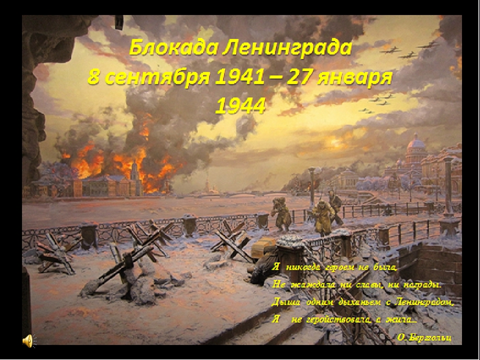 Блокада Ленинграда
8 сентября 1941 – 27 января
1944
Я никогда героем не была,
Не жаждала ни славы, ни награды.
Дыша одним дыханьем с Ленинградом,
Я не геройствовала, а жила...
О. Берггольц